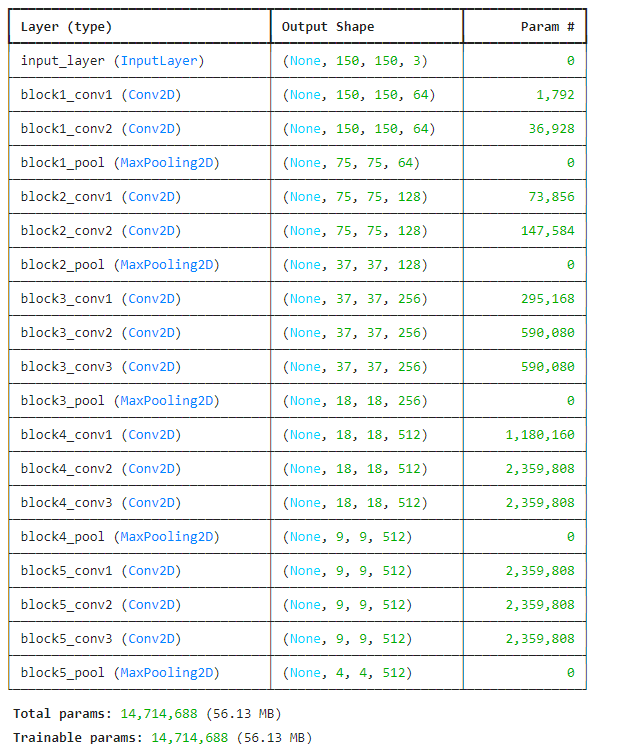 Layer (type) Output Shape Param #
input_layer (InputLayer) (None, 150, 150, 3) 0
block1_conv1 (Conv2D) (None, 150, 150, 64) 1,792
block1_conv2 (Conv2D) (None, 150, 150, 64) 36,928
block1_pool (MaxPooling2D) (None, 75, 75, 64) 0
block2_conv1 (Conv2D) (None, 75, 75, 128) 73,856
block2_conv2 (Conv2D) (None, 75, 75, 128) 147,584
block2_pool (MaxPooling2D) (None, 37, 37, 128) 0
block3_conv1 (Conv2D) (None, 37, 37, 256) 295,168
block3_conv2 (Conv2D) (None, 37, 37, 256) 590,080
block3_conv3 (Conv2D) (None, 37, 37, 256) 590,080
block3_pool (MaxPooling2D) (None, 18, 18, 256) 0
block4_conv1 (Conv2D) (None, 18, 18, 512) 1,180,160
block4_conv2 (Conv2D) (None, 18, 18, 512) 2,359,808
block4_conv3 (Conv2D) (None, 18, 18, 512) 2,359,808
block4_pool (MaxPooling2D) (None, 9, 9, 512) 0
block5_conv1 (Conv2D) (None, 9, 9, 512) 2,359,808
block5_conv2 (Conv2D) (None, 9, 9, 512) 2,359,808
block5_conv3 (Conv2D) (None, 9, 9, 512) 2,359,808
block5_pool (MaxPooling2D) (None, 4, 4, 512) 0
Total params: 14,714,688 (56.13 MB)
Trainable params: 14,714,688 (56.13 MB)